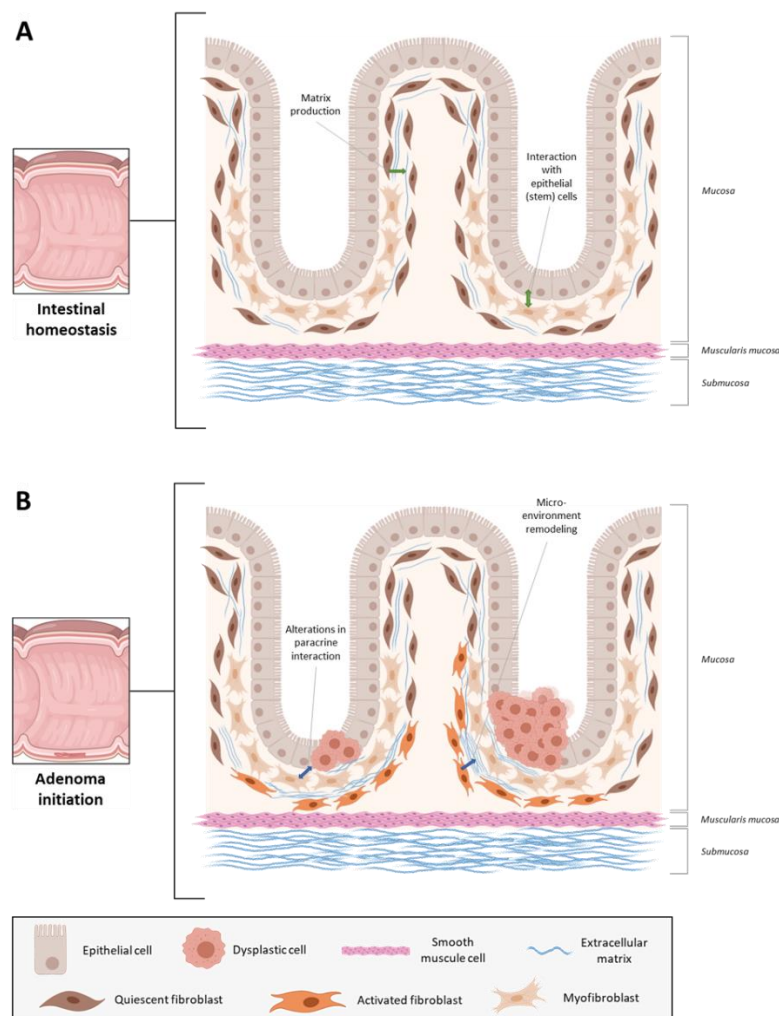 A
Matrix
production
Interaction
with
epithelial
(stem) cells
Mucosa
Intestinal
homeostasis
Muscularis mucosa
Submucosa
B
Micro-
environment
remodeling
Alterations in
paracrine
interaction
Mucosa
Adenoma
initiation
Muscularis mucosa
Submucosa
Epithelial cell
Dysplastic cell
Smooth
muscule cell
Extracellular
matrix
Quiescent fibroblast
Activated fibroblast
Myofibroblast